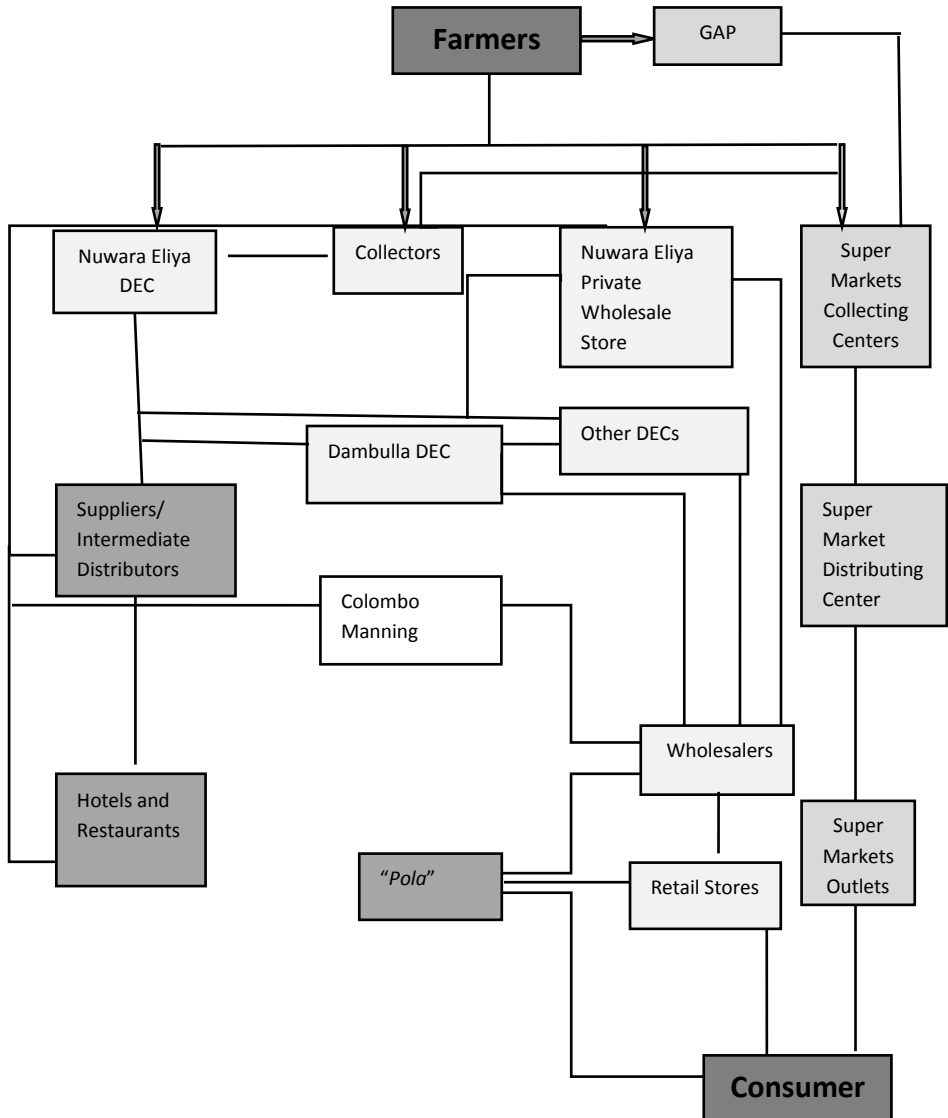 Farmers
GAP
Nuwara Eliya
DEC
Collectors
Nuwara Eliya
Private
Wholesale
Store
Super
Markets
Collecting
Centers
Dambulla DEC
Other DECs
Suppliers/
Intermediate
Distributors
Super
Market
Distributing
Center
Colombo
Manning
Wholesalers
Hotels and
Restaurants
"Pola"
Retail Stores
Super
Markets
Outlets
Consumer